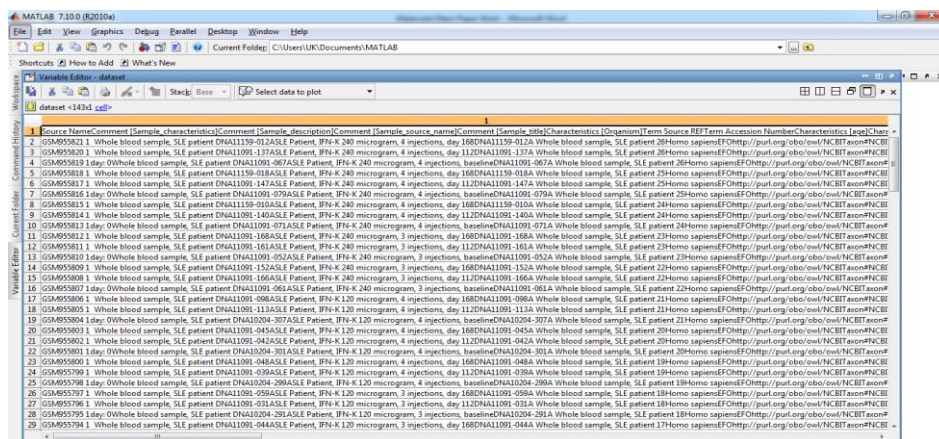 MATLAB 7.10.0 (R2010a)
File Edit View Graphics Debug Parallel Desktop Window Help
Current Folder: C:\Users\UK\Documents\MATLAB
Shortcuts How to Add What's New
Variable Editor - dataset
Stack: Base Select data to plot
dataset <143x1 cell>
1
1 Source NameComment [Sample_characteristics]Comment [Sample_description]Comment [Sample_source_name]Comment [Sample_title]Characteristics [Organism]Term Source REFTerm Accession NumberCharacteristics [age]Chara
2 GSM955821 1 Whole blood sample, SLE patient DNA11159-012ASLE Patient, IFN-K 240 microgram, 4 injections, day 168DNA11159-012A Whole blood sample, SLE patient 26Homo sapiensEFOhttp://purl.org/obo/owl/NCBITaxon#NCBI
3 GSM955820 1 Whole blood sample, SLE patient DNA11091-137ASLE Patient, IFN-K 240 microgram, 4 injections, day 112DNA11091-137A Whole blood sample, SLE patient 26Homo sapiensEFOhttp://purl.org/obo/owl/NCBITaxon#NCBI
4 GSM955819 1day: 0Whole blood sample, SLE patient DNA11091-067ASLE Patient, IFN-K 240 microgram, 4 injections, baselineDNA11091-067A Whole blood sample, SLE patient 26Homo sapiensEFOhttp://purl.org/obo/owl/NCBITaxon#
5 GSM955818 1 Whole blood sample, SLE patient DNA11159-018ASLE Patient, IFN-K 240 microgram, 4 injections, day 168DNA11159-018A Whole blood sample, SLE patient 25Homo sapiensEFOhttp://purl.org/obo/owl/NCBITaxon#NCBI
6 GSM955817 1 Whole blood sample, SLE patient DNA11091-147ASLE Patient, IFN-K 240 microgram, 4 injections, day 112DNA11091-147A Whole blood sample, SLE patient 25Homo sapiensEFOhttp://purl.org/obo/owl/NCBITaxon#NCBI
7 GSM955816 1day: 0Whole blood sample, SLE patient DNA11091-079ASLE Patient, IFN-K 240 microgram, 4 injections, baselineDNA11091-079A Whole blood sample, SLE patient 25Homo sapiensEFOhttp://purl.org/obo/owl/NCBITaxon#
8 GSM955815 1 Whole blood sample, SLE patient DNA11159-010ASLE Patient, IFN-K 240 microgram, 4 injections, day 168DNA11159-010A Whole blood sample, SLE patient 24Homo sapiensEFOhttp://purl.org/obo/owl/NCBITaxon#NCBI
9 GSM955814 1 Whole blood sample, SLE patient DNA11091-140ASLE Patient, IFN-K 240 microgram, 4 injections, day 112DNA11091-140A Whole blood sample, SLE patient 24Homo sapiensEFOhttp://purl.org/obo/owl/NCBITaxon#NCBI
10 GSM955813 1day: 0Whole blood sample, SLE patient DNA11091-071ASLE Patient, IFN-K 240 microgram, 4 injections, baselineDNA11091-071A Whole blood sample, SLE patient 24Homo sapiensEFOhttp://purl.org/obo/owl/NCBITaxon#
11 GSM955812 1 Whole blood sample, SLE patient DNA11091-168ASLE Patient, IFN-K 240 microgram, 3 injections, day 168DNA11091-168A Whole blood sample, SLE patient 23Homo sapiensEFOhttp://purl.org/obo/owl/NCBITaxon#NCBI
12 GSM955811 1 Whole blood sample, SLE patient DNA11091-161ASLE Patient, IFN-K 240 microgram, 3 injections, day 112DNA11091-161A Whole blood sample, SLE patient 23Homo sapiensEFOhttp://purl.org/obo/owl/NCBITaxon#NCBI
13 GSM955810 1day: 0Whole blood sample, SLE patient DNA11091-052ASLE Patient, IFN-K 240 microgram, 3 injections, baselineDNA11091-052A Whole blood sample, SLE patient 23Homo sapiensEFOhttp://purl.org/obo/owl/NCBITaxon#
14 GSM955809 1 Whole blood sample, SLE patient DNA11091-152ASLE Patient, IFN-K 240 microgram, 3 injections, day 168DNA11091-152A Whole blood sample, SLE patient 22Homo sapiensEFOhttp://purl.org/obo/owl/NCBITaxon#NCBI
15 GSM955808 1 Whole blood sample, SLE patient DNA11091-166ASLE Patient, IFN-K 240 microgram, 3 injections, day 112DNA11091-166A Whole blood sample, SLE patient 22Homo sapiensEFOhttp://purl.org/obo/owl/NCBITaxon#NCBI
16 GSM955807 1day: 0Whole blood sample, SLE patient DNA11091-061ASLE Patient, IFN-K 240 microgram, 3 injections, baselineDNA11091-061A Whole blood sample, SLE patient 22Homo sapiensEFOhttp://purl.org/obo/owl/NCBITaxon#
17 GSM955806 1 Whole blood sample, SLE patient DNA11091-098ASLE Patient, IFN-K 120 microgram, 4 injections, day 168DNA11091-098A Whole blood sample, SLE patient 21Homo sapiensEFOhttp://purl.org/obo/owl/NCBITaxon#NCBI
18 GSM955805 1 Whole blood sample, SLE patient DNA11091-113ASLE Patient, IFN-K 120 microgram, 4 injections, day 112DNA11091-113A Whole blood sample, SLE patient 21Homo sapiensEFOhttp://purl.org/obo/owl/NCBITaxon#NCBI
19 GSM955804 1day: 0Whole blood sample, SLE patient DNA10204-307ASLE Patient, IFN-K 120 microgram, 4 injections, baselineDNA10204-307A Whole blood sample, SLE patient 21Homo sapiensEFOhttp://purl.org/obo/owl/NCBITaxon#
20 GSM955803 1 Whole blood sample, SLE patient DNA11091-045ASLE Patient, IFN-K 120 microgram, 4 injections, day 168DNA11091-045A Whole blood sample, SLE patient 20Homo sapiensEFOhttp://purl.org/obo/owl/NCBITaxon#NCBI
21 GSM955802 1 Whole blood sample, SLE patient DNA11091-042ASLE Patient, IFN-K 120 microgram, 4 injections, day 112DNA11091-042A Whole blood sample, SLE patient 20Homo sapiensEFOhttp://purl.org/obo/owl/NCBITaxon#NCBI
22 GSM955801 1day: 0Whole blood sample, SLE patient DNA10204-301ASLE Patient, IFN-K 120 microgram, 4 injections, baselineDNA10204-301A Whole blood sample, SLE patient 20Homo sapiensEFOhttp://purl.org/obo/owl/NCBITaxon#
23 GSM955800 1 Whole blood sample, SLE patient DNA11091-048ASLE Patient, IFN-K 120 microgram, 4 injections, day 168DNA11091-048A Whole blood sample, SLE patient 19Homo sapiensEFOhttp://purl.org/obo/owl/NCBITaxon#NCBI
24 GSM955799 1 Whole blood sample, SLE patient DNA11091-039ASLE Patient, IFN-K 120 microgram, 4 injections, day 112DNA11091-039A Whole blood sample, SLE patient 19Homo sapiensEFOhttp://purl.org/obo/owl/NCBITaxon#NCBI
25 GSM955798 1day: 0Whole blood sample, SLE patient DNA10204-299ASLE Patient, IFN-K 120 microgram, 4 injections, baselineDNA10204-299A Whole blood sample, SLE patient 19Homo sapiensEFOhttp://purl.org/obo/owl/NCBITaxon#
26 GSM955797 1 Whole blood sample, SLE patient DNA11091-059ASLE Patient, IFN-K 120 microgram, 3 injections, day 168DNA11091-059A Whole blood sample, SLE patient 18Homo sapiensEFOhttp://purl.org/obo/owl/NCBITaxon#NCBI
27 GSM955796 1 Whole blood sample, SLE patient DNA11091-031ASLE Patient, IFN-K 120 microgram, 3 injections, day 112DNA11091-031A Whole blood sample, SLE patient 18Homo sapiensEFOhttp://purl.org/obo/owl/NCBITaxon#NCBI
28 GSM955795 1day: 0Whole blood sample, SLE patient DNA10204-291ASLE Patient, IFN-K 120 microgram, 3 injections, baselineDNA10204-291A Whole blood sample, SLE patient 18Homo sapiensEFOhttp://purl.org/obo/owl/NCBITaxon#
29 GSM955794 1 Whole blood sample, SLE patient DNA11091-044ASLE Patient, IFN-K 120 microgram, 3 injections, day 168DNA11091-044A Whole blood sample, SLE patient 17Homo sapiensEFOhttp://purl.org/obo/owl/NCBITaxon#NCBI
Workspace
Command History
Current Folder
Variable Editor